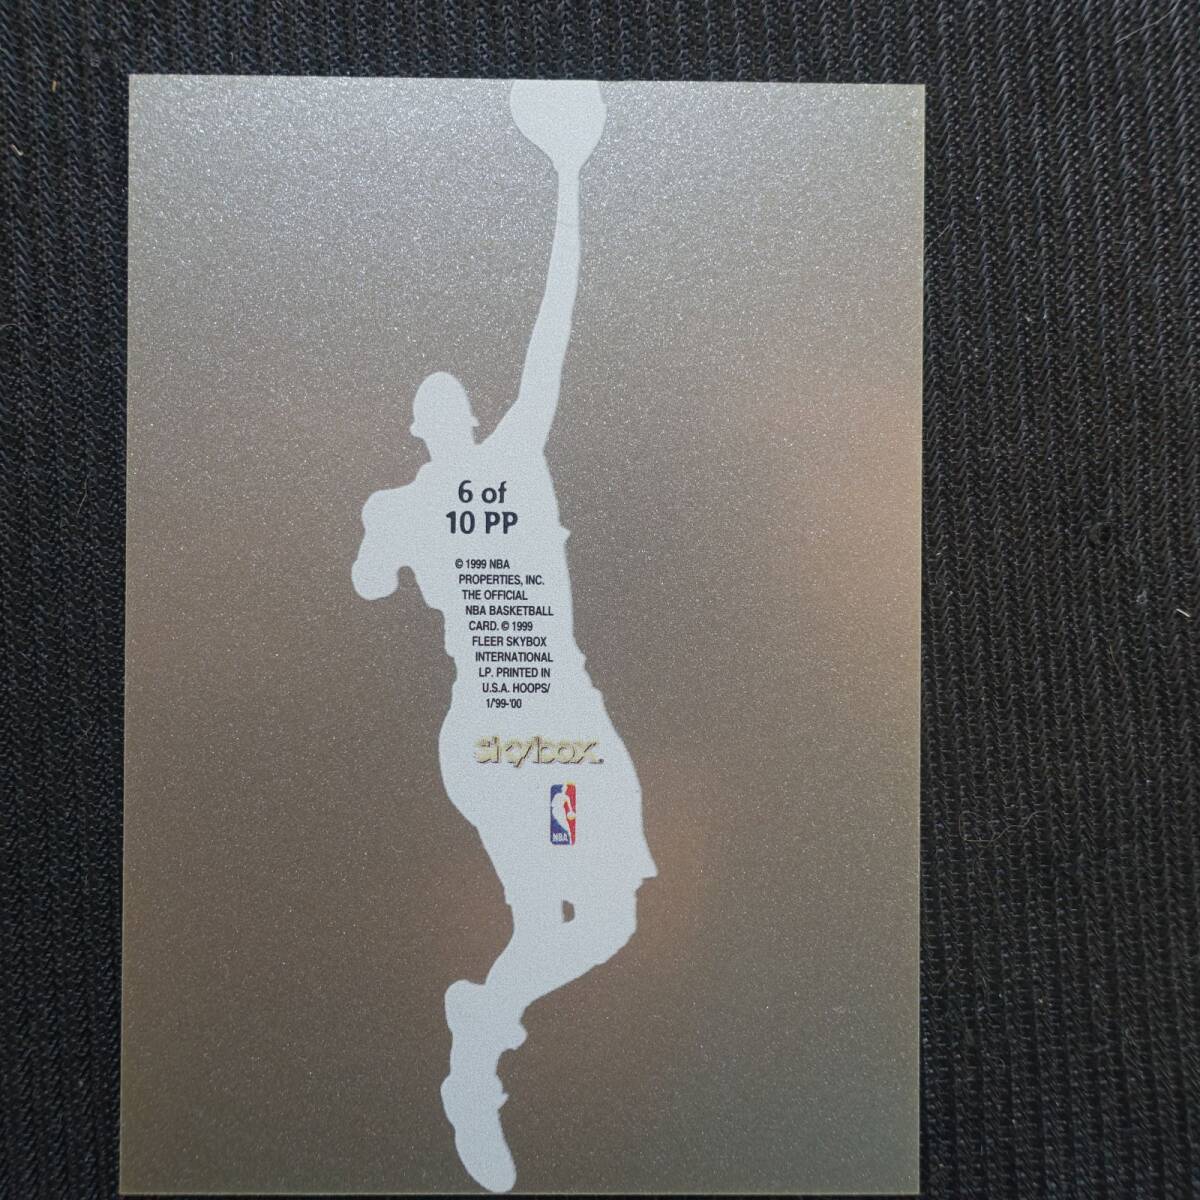 6 of
10 PP
© 1999 NBA
PROPERTIES, INC.
THE OFFICIAL
NBA BASKETBALL
CARD. © 1999
FLEER SKYBOX
INTERNATIONAL
LP. PRINTED IN
U.S.A. HOOPS/
1/'99-'00
skybox.
NBA